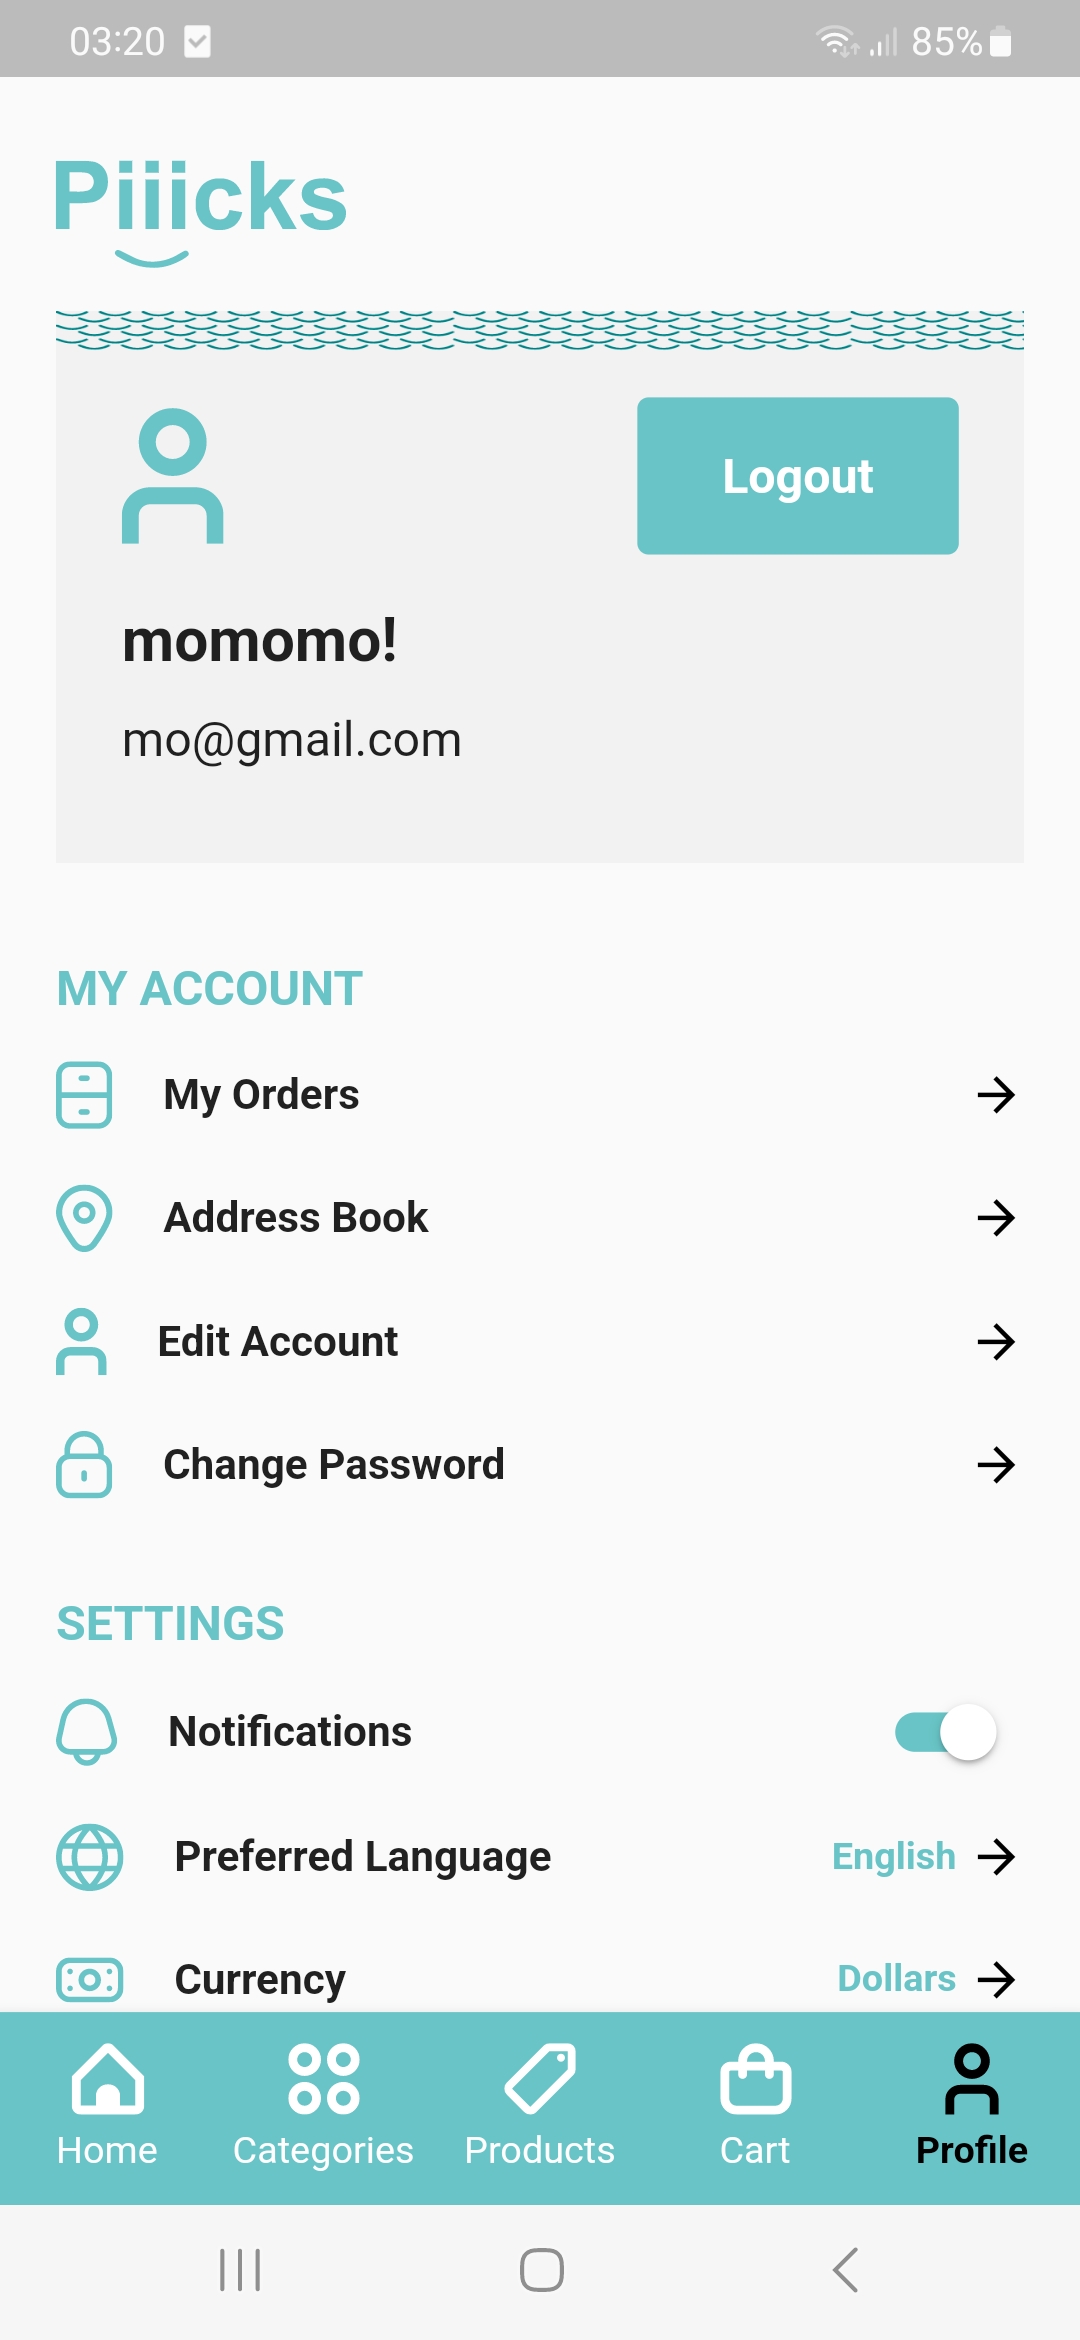 03:20
85%
Piiicks
Logout
momomo!
mo@gmail.com
MY ACCOUNT
My Orders
Address Book
Edit Account
Change Password
SETTINGS
Notifications
Preferred Language English
Currency Dollars
Home Categories Products Cart Profile